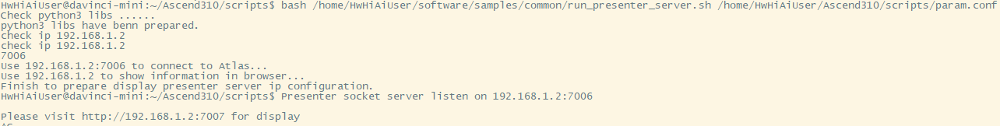 HwHiAiUser@davinci-mini:~/Ascend310/scripts$ bash /home/HwHiAiUser/software/samples/common/run_presenter_server.sh /home/HwHiAiUser/Ascend310/scripts/param.conf
Check python3 libs ......
python3 libs have benn prepared.
check ip 192.168.1.2
check ip 192.168.1.2
7006
Use 192.168.1.2:7006 to connect to Atlas...
Use 192.168.1.2 to show information in browser...
Finish to prepare display presenter server ip configuration.
HwHiAiUser@davinci-mini:~/Ascend310/scripts$ Presenter socket server listen on 192.168.1.2:7006
Please visit http://192.168.1.2:7007 for display